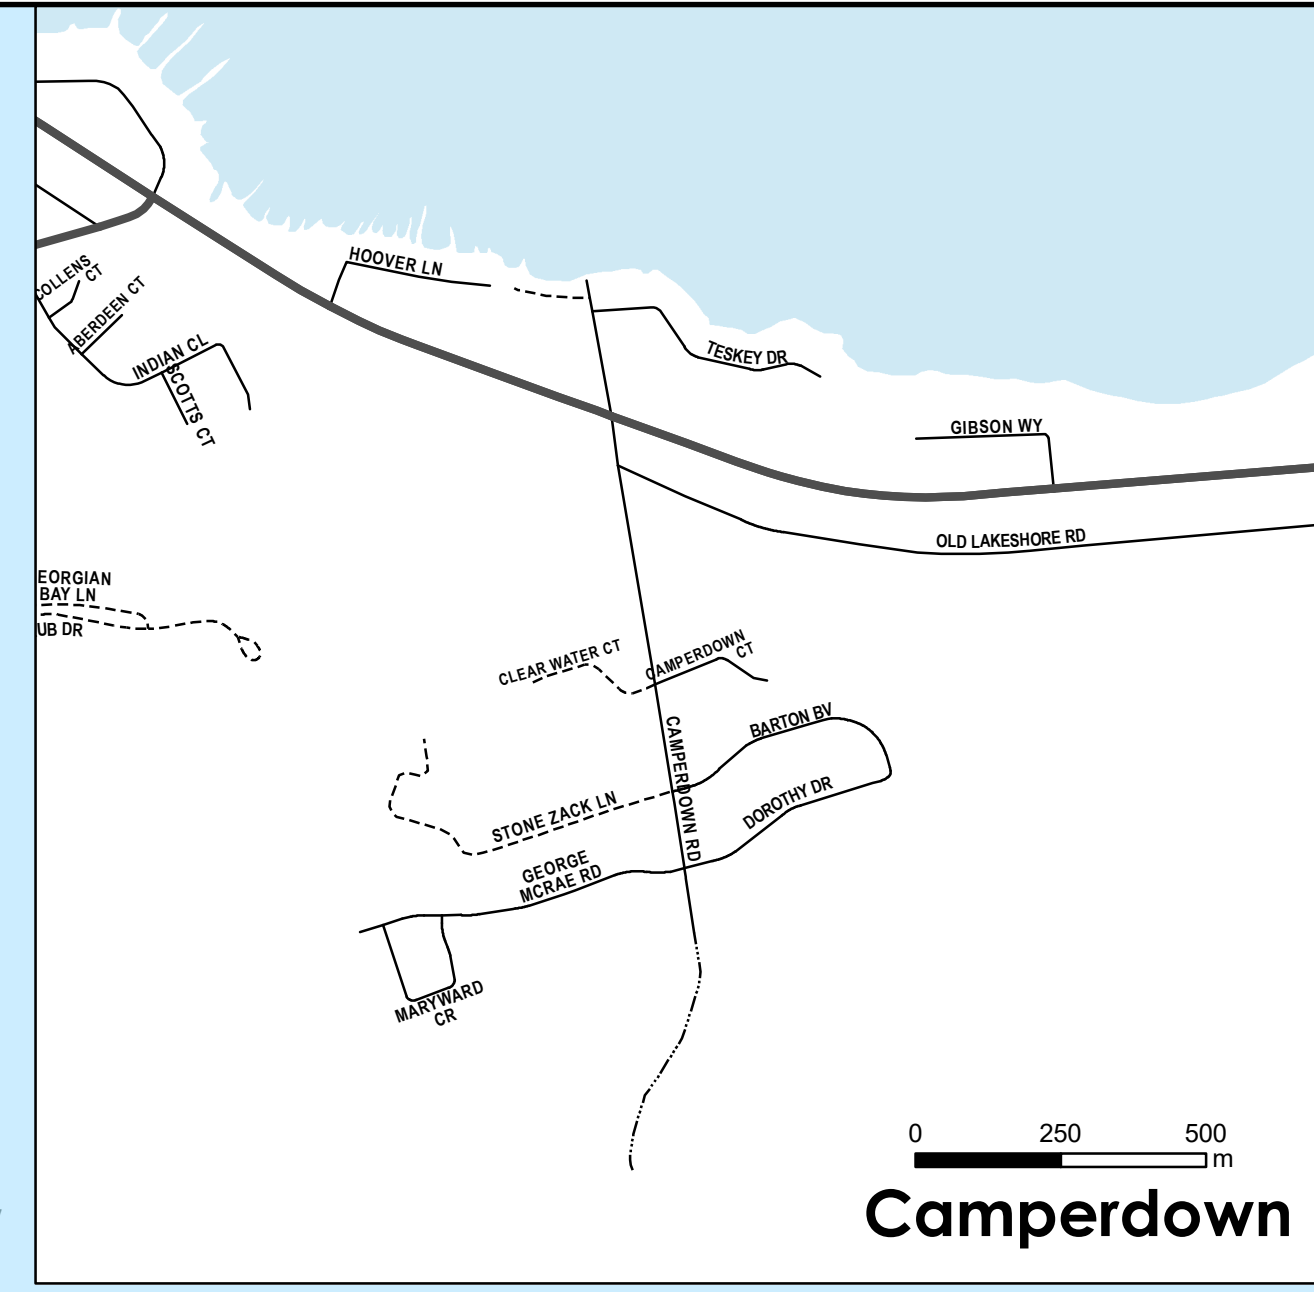 HOOVER LN
COLLENS
CT
ABERDEEN CT
INDIAN CL
SCOTTS CT
TESKEY DR
GIBSON WY
OLD LAKESHORE RD
EORGIAN
BAY LN
UB DR
CLEAR WATER CT
CAMPERDOWN
CT
CAMPERDOWN RD
BARTON BV
DOROTHY DR
STONE ZACK LN
GEORGE
MCRAE RD
MARYWARD
CR
0 250 500
m
Camperdown